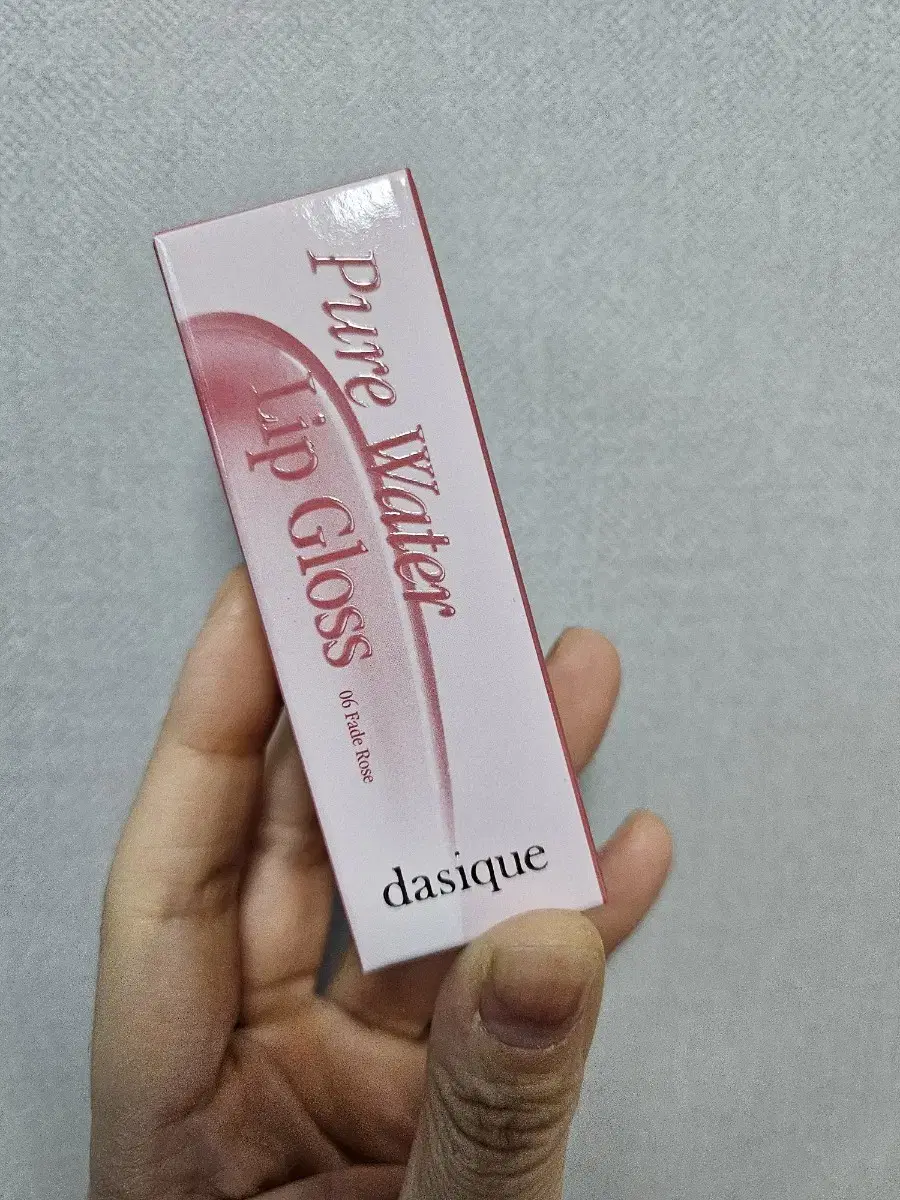 Pure Water
Lip Gloss
06 Fade Rose
dasique